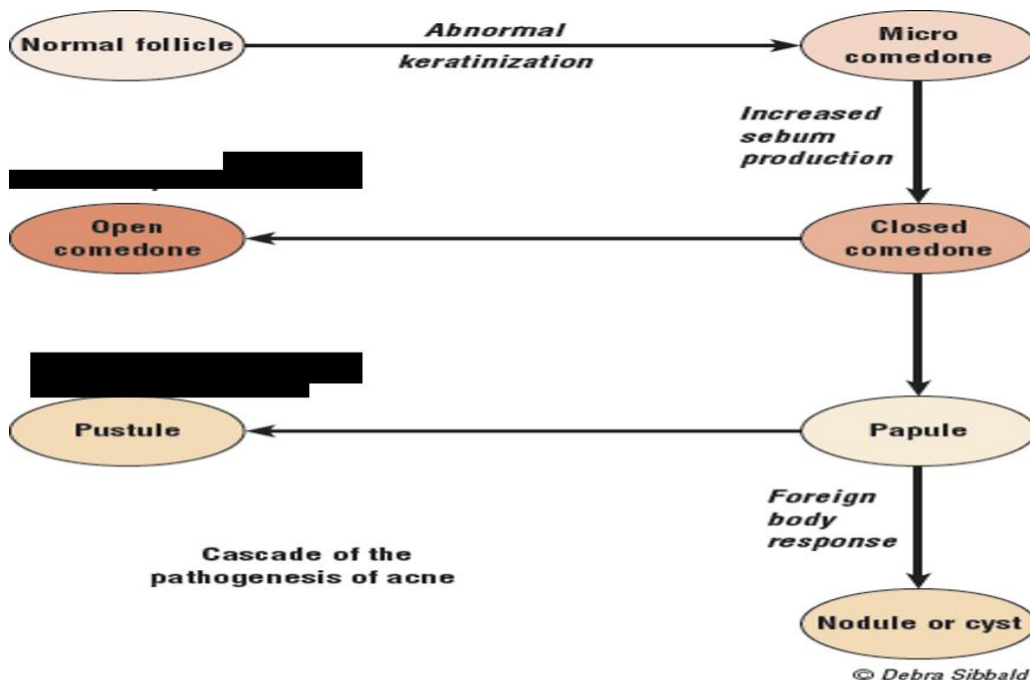 Normal follicle
Abnormal
keratinization
Micro
comedone
Increased
sebum
production
Open
comedone
Closed
comedone
Pustule
Papule
Foreign
body
response
Cascade of the
pathogenesis of acne
Nodule or cyst
© Debra Sibbald